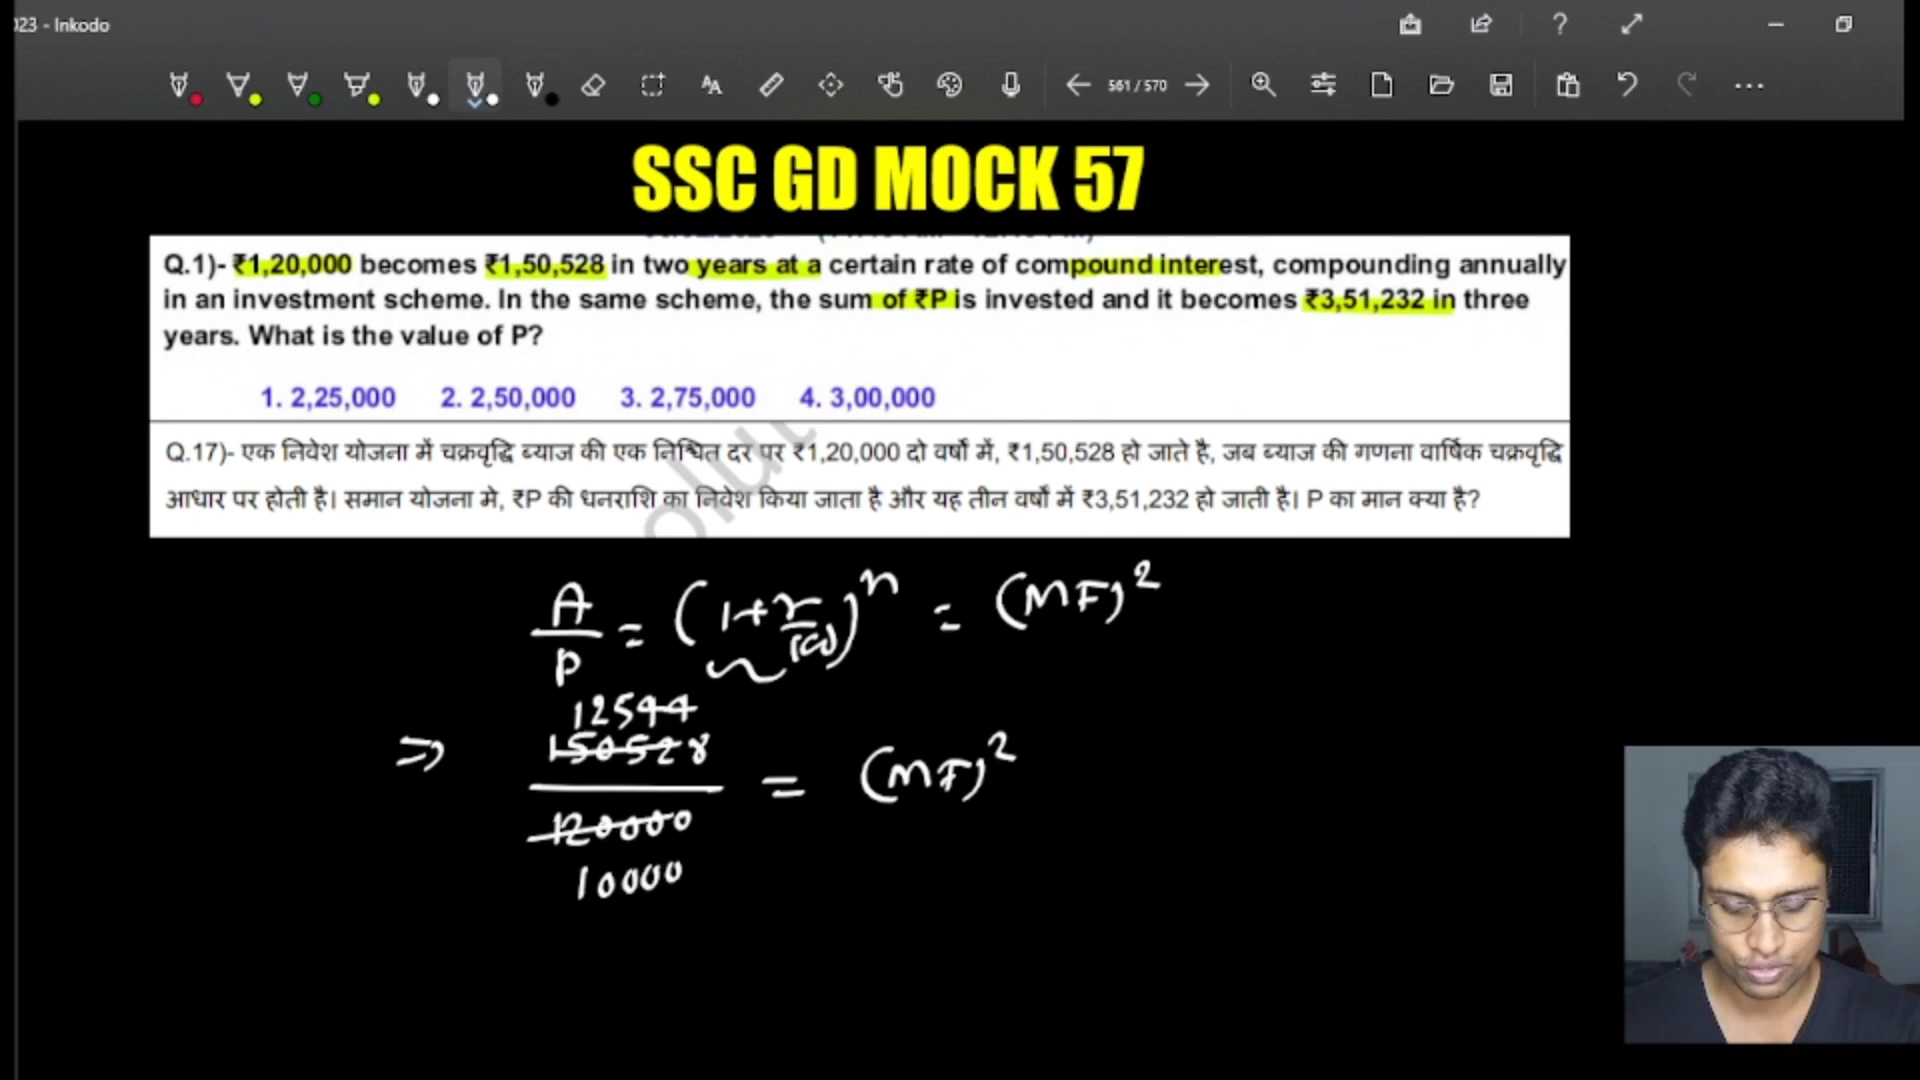 023 - Inkodo
561 / 570
SSC GD MOCK 57
Q.1)- ₹1,20,000 becomes ₹1,50,528 in two years at a certain rate of compound interest, compounding annually
in an investment scheme. In the same scheme, the sum of ₹P is invested and it becomes ₹3,51,232 in three
years. What is the value of P?
1. 2,25,000 2. 2,50,000 3. 2,75,000 4. 3,00,000
Q.17)- एक निवेश योजना में चक्रवृद्धि ब्याज की एक निश्चित दर पर ₹1,20,000 दो वर्षों में, ₹1,50,528 हो जाते है, जब ब्याज की गणना वार्षिक चक्रवृद्धि
आधार पर होती है। समान योजना मे, ₹P की धनराशि का निवेश किया जाता है और यह तीन वर्षों में ₹3,51,232 हो जाती है। P का मान क्या है?
A/P = (1+r/100)^n = (MF)^2
12544
⇒ 150528/120000 = (MF)^2
10000